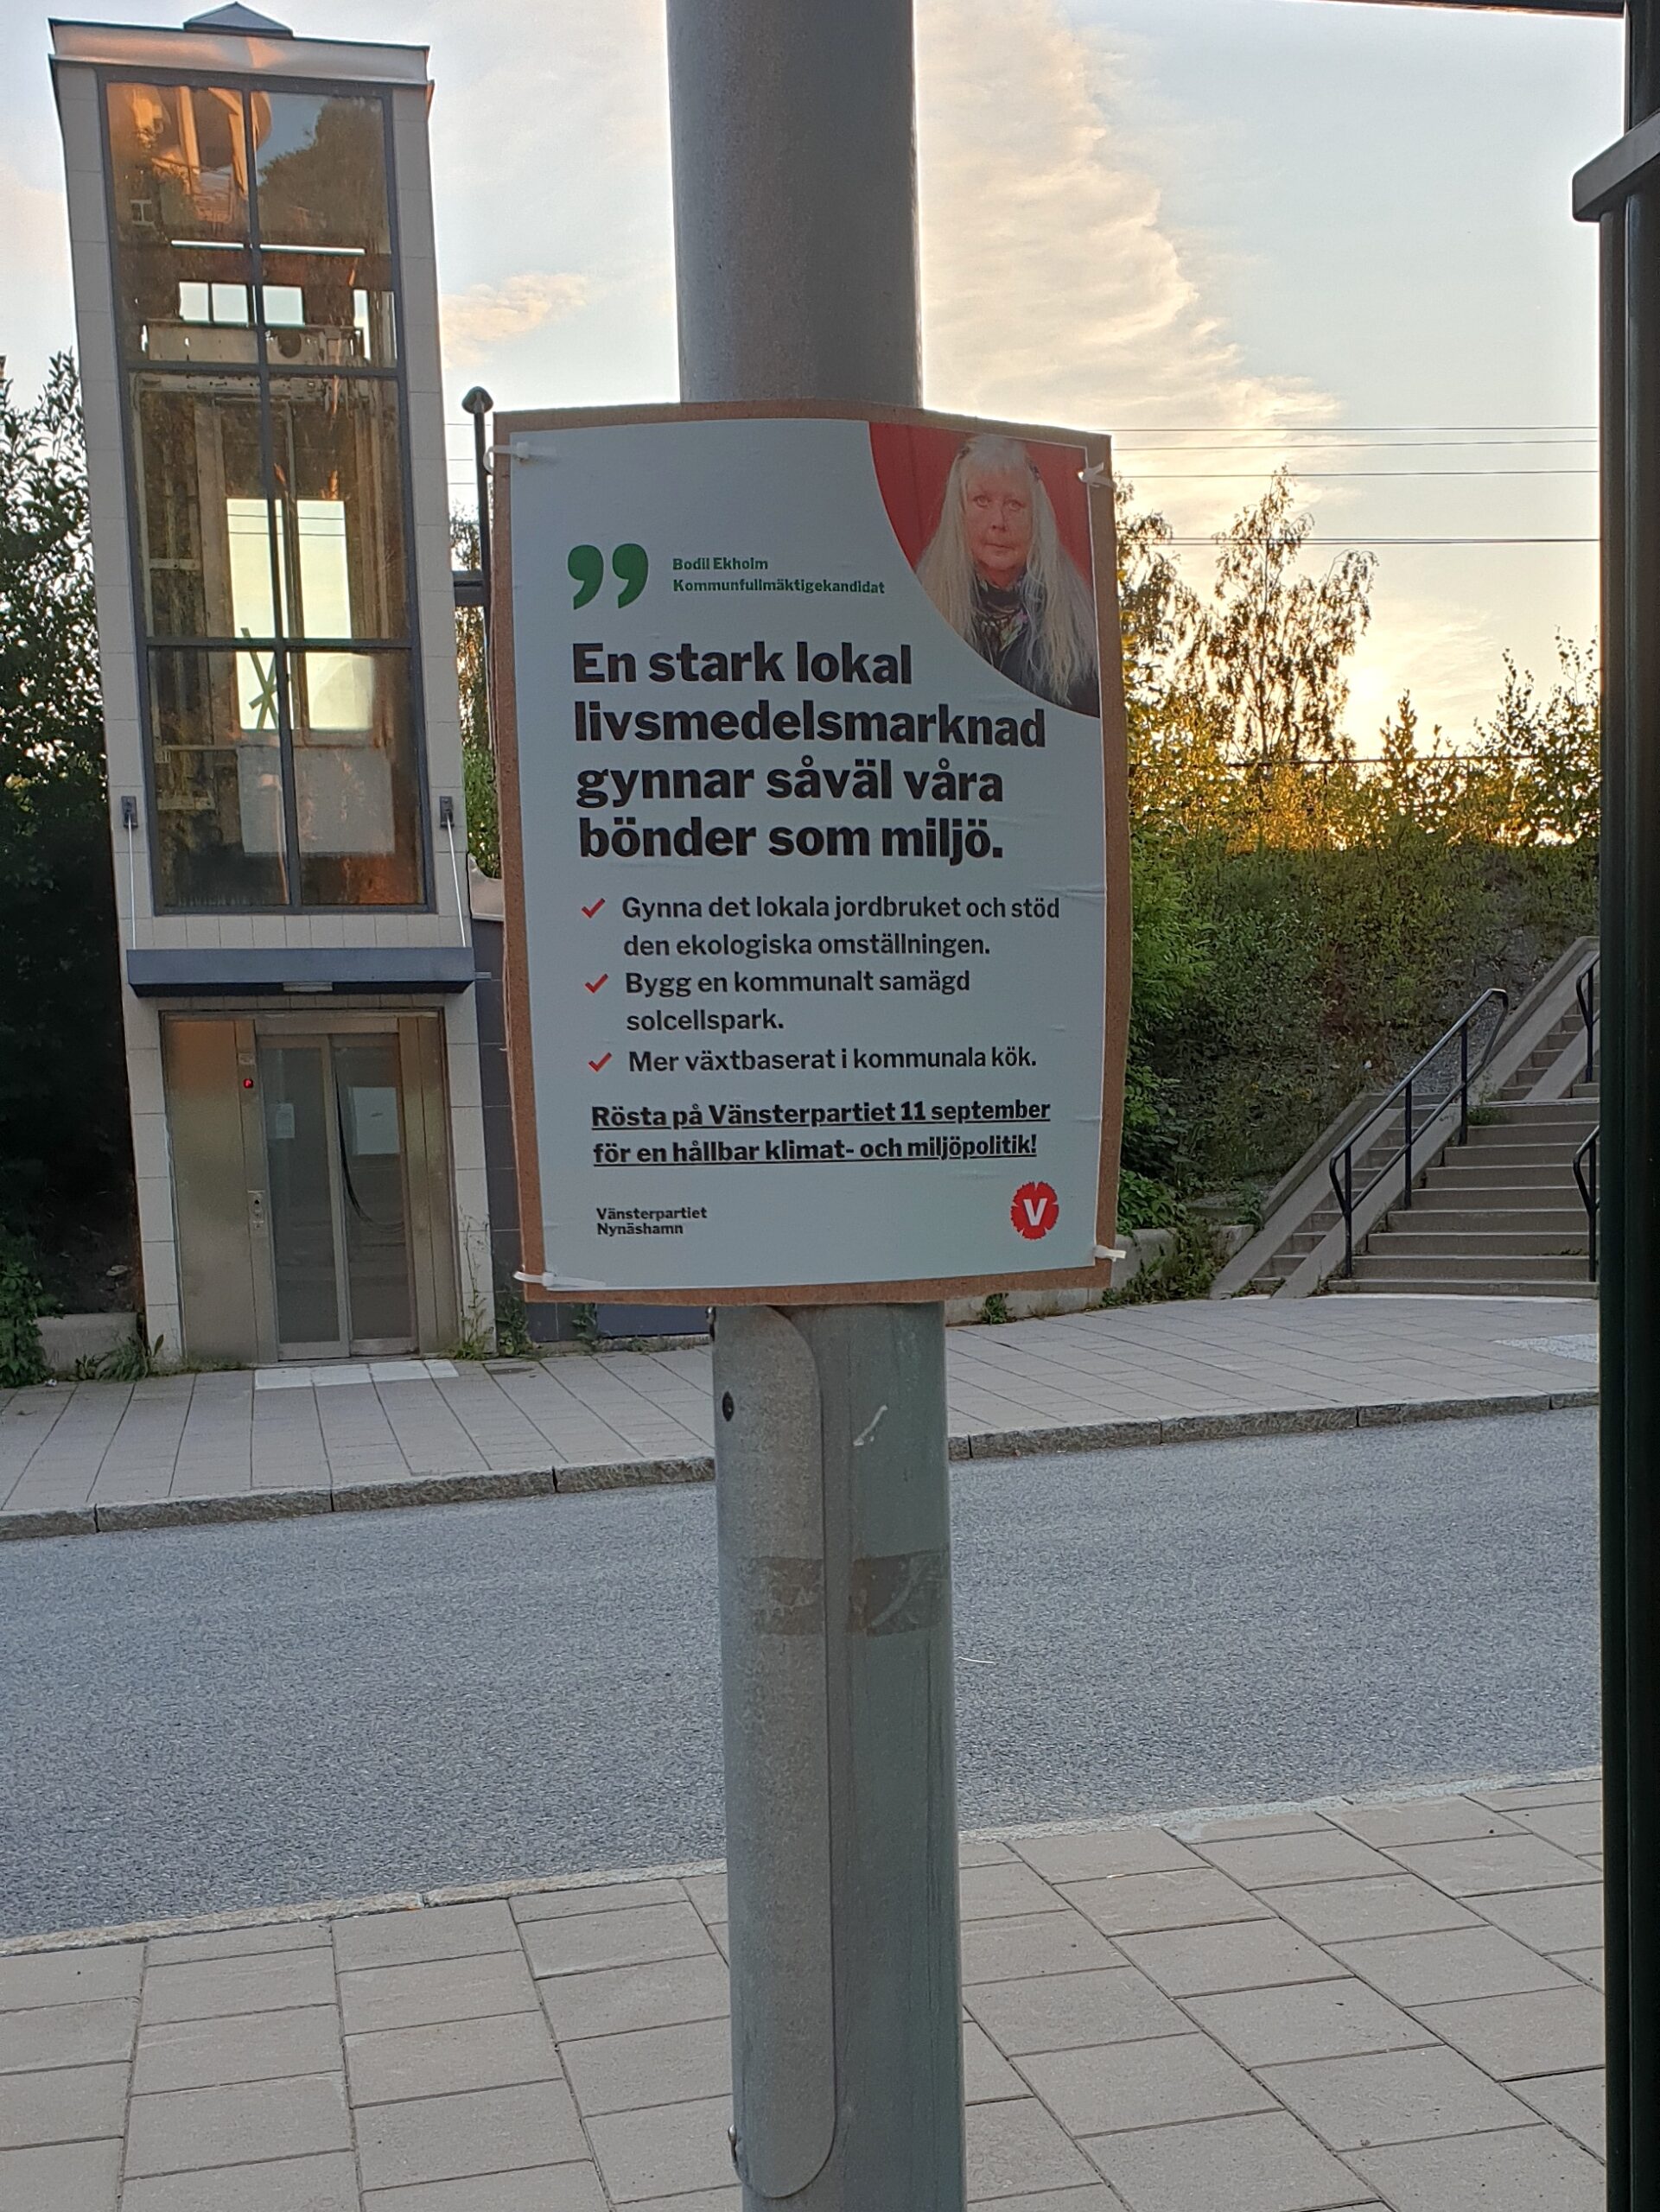 Bodil Ekholm
Kommunfullmäktigekandidat
En stark lokal
livsmedelsmarknad
gynnar såväl våra
bönder som miljö.
Gynna det lokala jordbruket och stöd
den ekologiska omställningen.
Bygg en kommunalt samägd
solcellspark.
Mer växtbaserat i kommunala kök.
Rösta på Vänsterpartiet 11 september
för en hållbar klimat- och miljöpolitik!
Vänsterpartiet
Nynäshamn
V